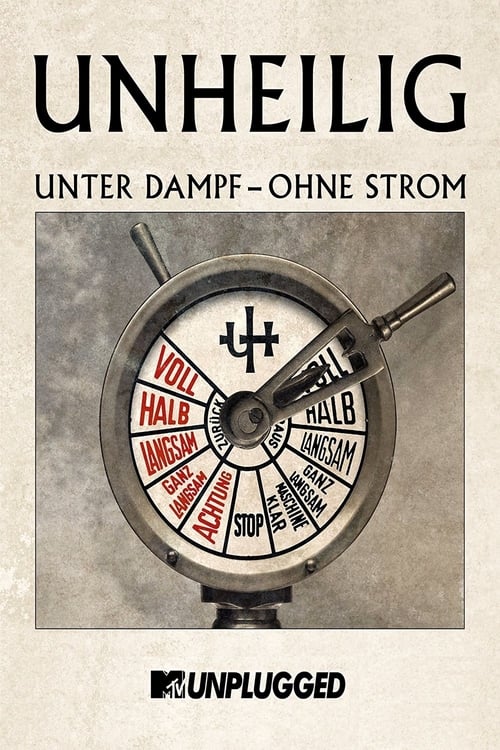 UNHEILIG
UNTER DAMPF – OHNE STROM
UH
VOLL
HALB
LANGSAM
GANZ
LANGSAM
ACHTUNG
STOP
MASCHINE
KLAR
GANZ
LANGSAM
LANGSAM
HALB
VOLL
ZURÜCK
AUS
MTV UNPLUGGED